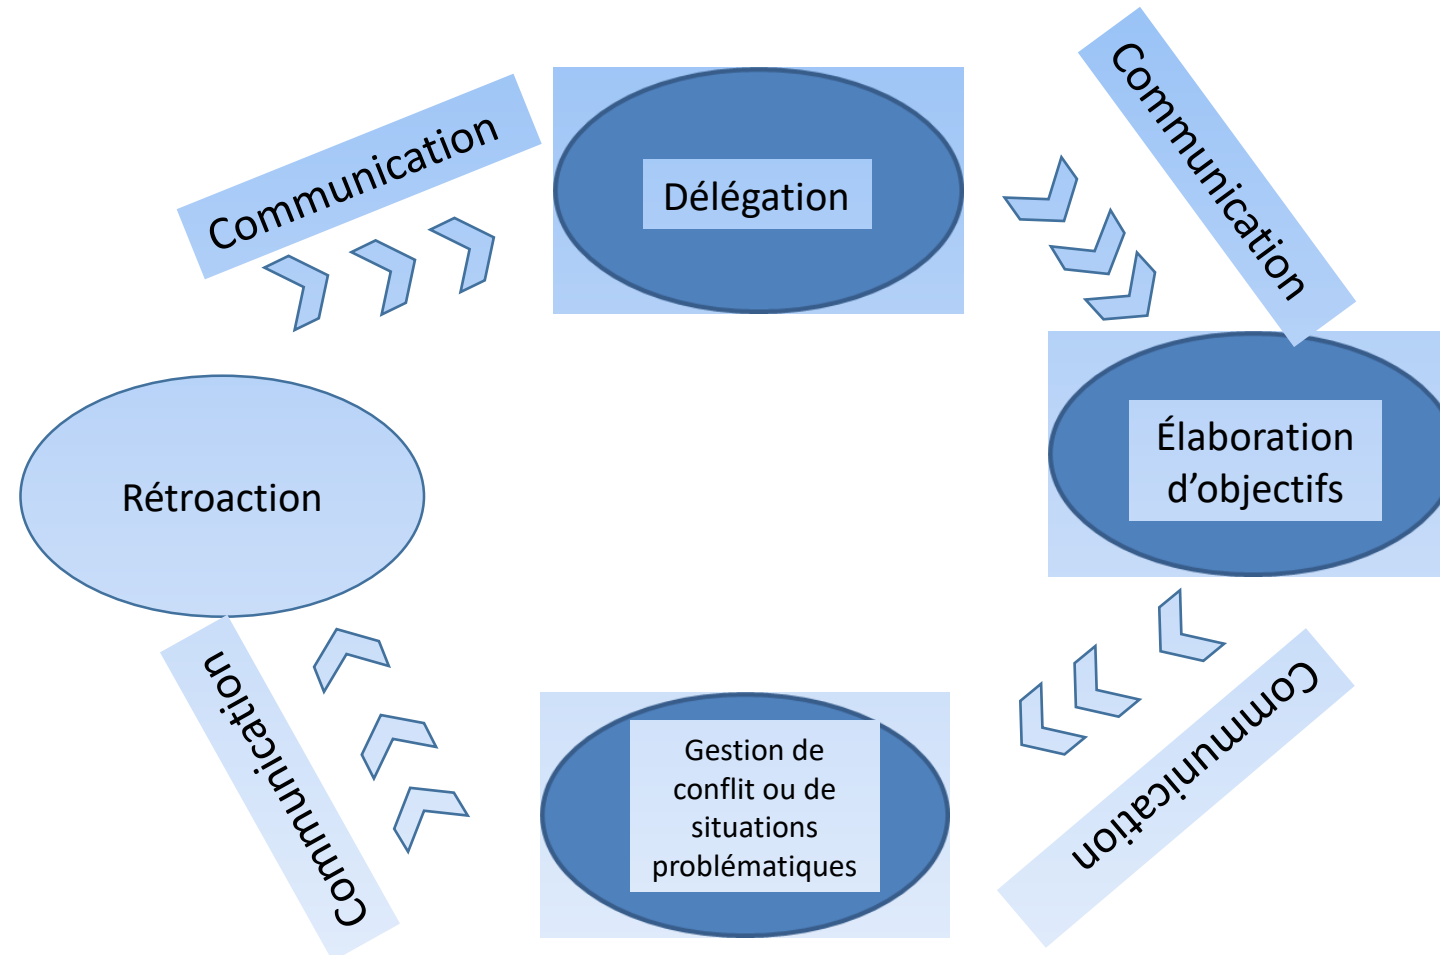 Communication
Délégation
Communication
Élaboration
d’objectifs
Rétroaction
Communication
Gestion de
conflit ou de
situations
problématiques
Communication